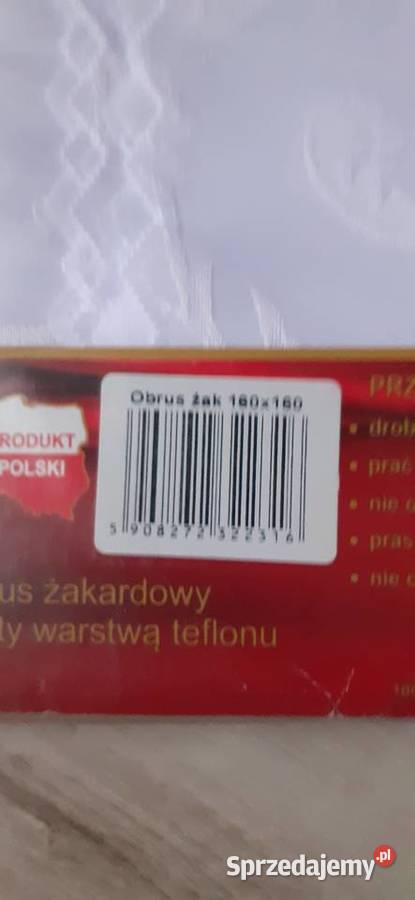 Obrus żak 160x160
5 908272 322316
RODUKT
POLSKI
us żakardowy
ty warstwą teflonu
PRZ
• drob
• prać
• nie
• pras
• nie
Sprzedajemy.pl